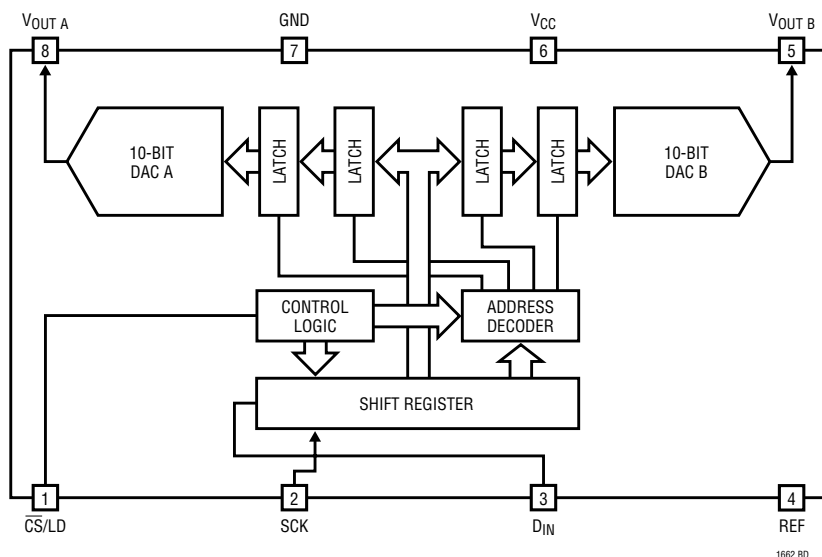 VOUT A GND VCC VOUT B
8 7 6 5
10-BIT
DAC A
LATCH
LATCH
LATCH
LATCH
10-BIT
DAC B
CONTROL
LOGIC
ADDRESS
DECODER
SHIFT REGISTER
1 2 3 4
C̅S̅/LD SCK DIN REF
1662 BD